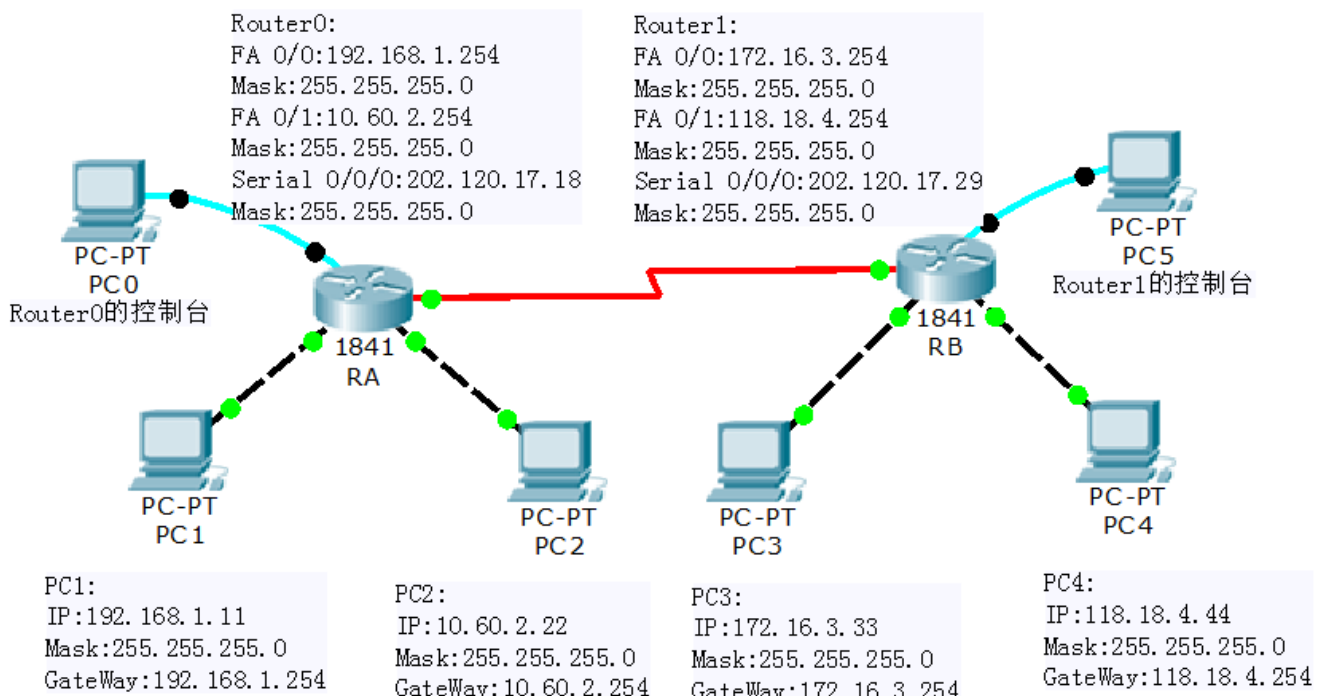 Router0:
FA 0/0:192.168.1.254
Mask:255.255.255.0
FA 0/1:10.60.2.254
Mask:255.255.255.0
Serial 0/0/0:202.120.17.18
Mask:255.255.255.0
Router1:
FA 0/0:172.16.3.254
Mask:255.255.255.0
FA 0/1:118.18.4.254
Mask:255.255.255.0
Serial 0/0/0:202.120.17.29
Mask:255.255.255.0
PC-PT
PC0
Router0的控制台
PC-PT
PC5
Router1的控制台
1841
RA
1841
RB
PC-PT
PC1
PC-PT
PC2
PC-PT
PC3
PC-PT
PC4
PC1:
IP:192.168.1.11
Mask:255.255.255.0
GateWay:192.168.1.254
PC2:
IP:10.60.2.22
Mask:255.255.255.0
GateWay:10.60.2.254
PC3:
IP:172.16.3.33
Mask:255.255.255.0
GateWay:172.16.3.254
PC4:
IP:118.18.4.44
Mask:255.255.255.0
GateWay:118.18.4.254